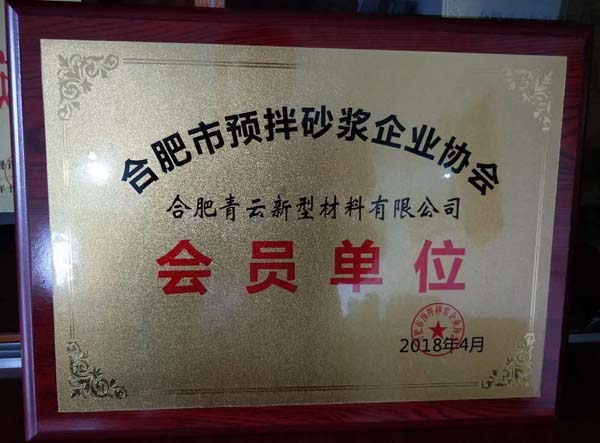 合肥市预拌砂浆企业协会
合肥青云新型材料有限公司
会员单位
2018年4月